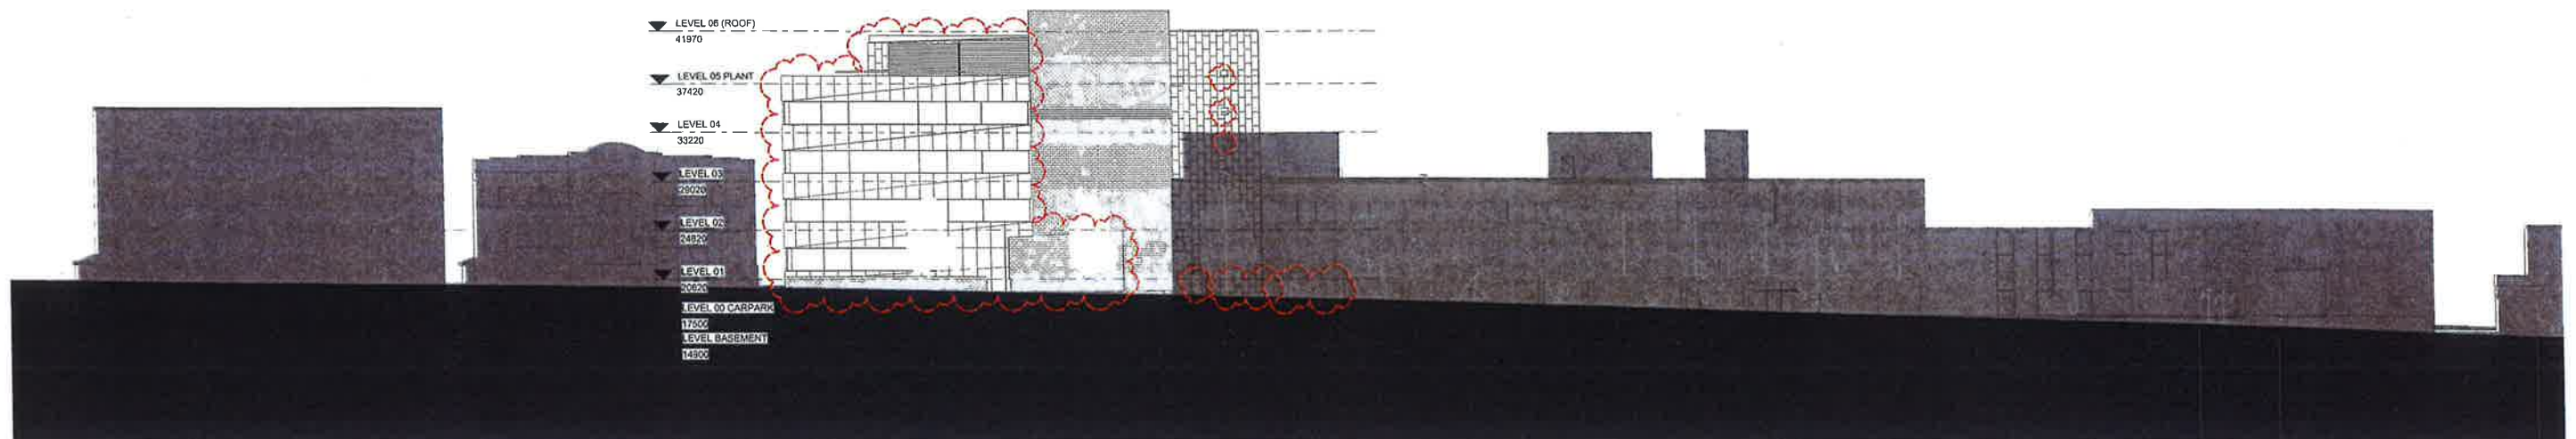 LEVEL 06 (ROOF)
41970
LEVEL 05 PLANT
37420
LEVEL 04
33220
LEVEL 03
29020
LEVEL 02
24820
LEVEL 01
20620
LEVEL 00 CARPARK
17500
LEVEL BASEMENT
14900